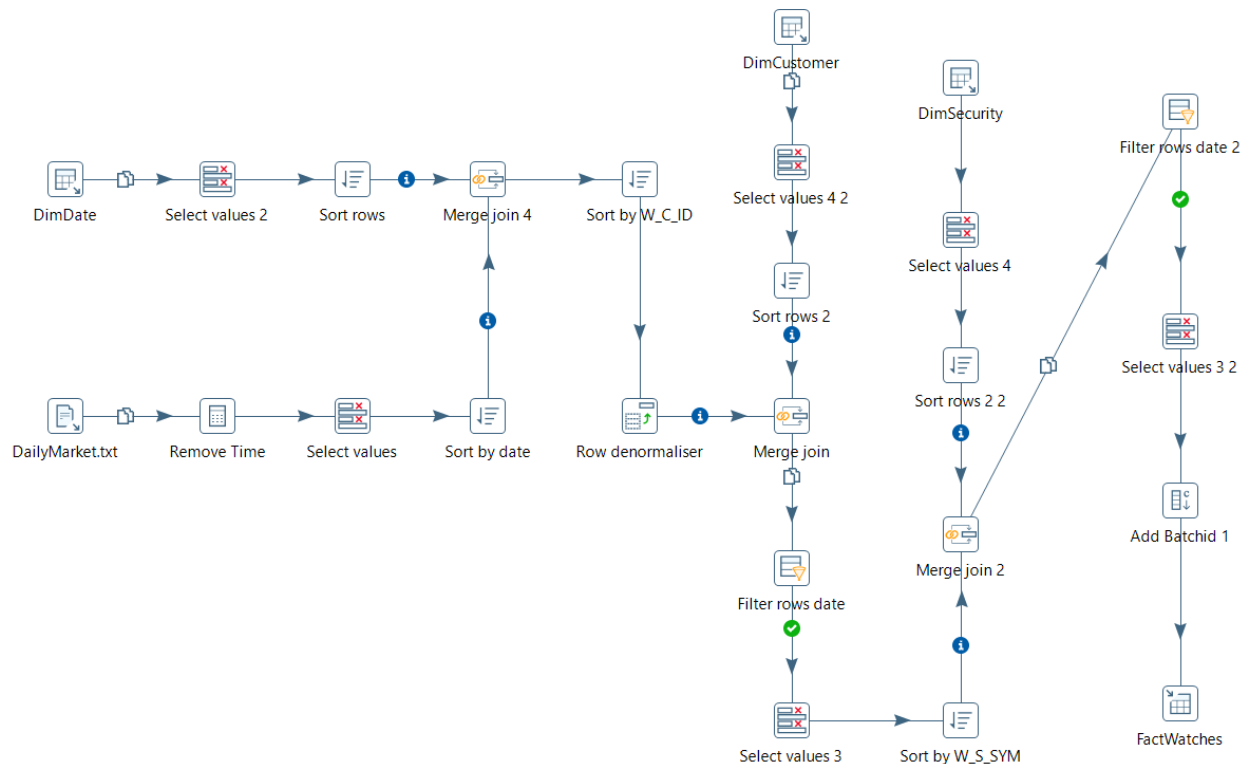 DimCustomer
DimSecurity
Filter rows date 2
DimDate
Select values 2
Sort rows
Merge join 4
Sort by W_C_ID
Select values 4 2
Select values 4
Sort rows 2
Select values 3 2
Sort rows 2 2
DailyMarket.txt
Remove Time
Select values
Sort by date
Row denormaliser
Merge join
Add Batchid 1
Merge join 2
Filter rows date
FactWatches
Select values 3
Sort by W_S_SYM